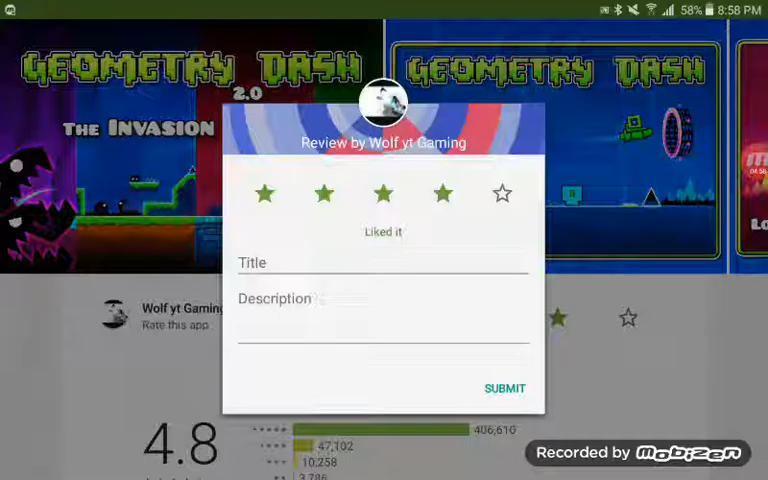 58% 8:58 PM
GEOMETRY DASH
2.0
THE INVASION
GEOMETRY DASH
Review by Wolf yt Gaming
Liked it
Title
Description
Wolf yt Gaming
Rate this app
SUBMIT
4.8
406,610
47,102
10,258
3,786
Recorded by mobizen